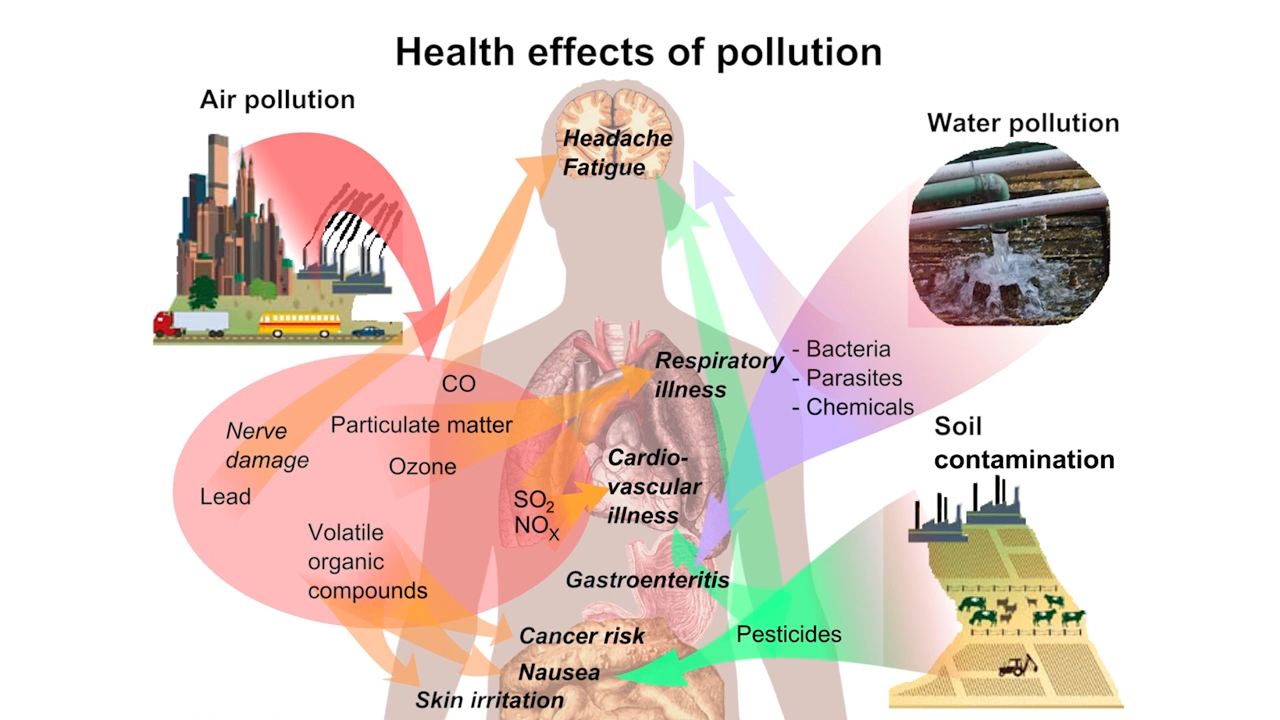 Health effects of pollution
Air pollution
Water pollution
Headache
Fatigue
Respiratory
illness
- Bacteria
- Parasites
- Chemicals
CO
Particulate matter
Ozone
Nerve
damage
Lead
SO₂
NOₓ
Volatile
organic
compounds
Cardio-
vascular
illness
Soil
contamination
Gastroenteritis
Pesticides
Cancer risk
Nausea
Skin irritation